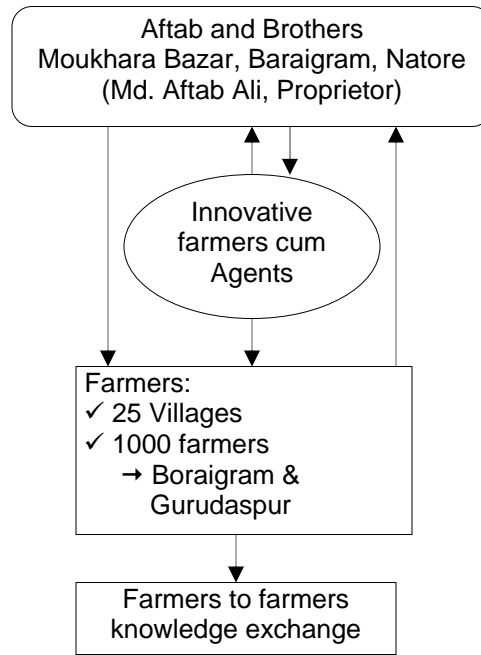 Aftab and Brothers
Moukhara Bazar, Baraigram, Natore
(Md. Aftab Ali, Proprietor)
Innovative
farmers cum
Agents
Farmers:
✓ 25 Villages
✓ 1000 farmers
→ Boraigram &
Gurudaspur
Farmers to farmers
knowledge exchange